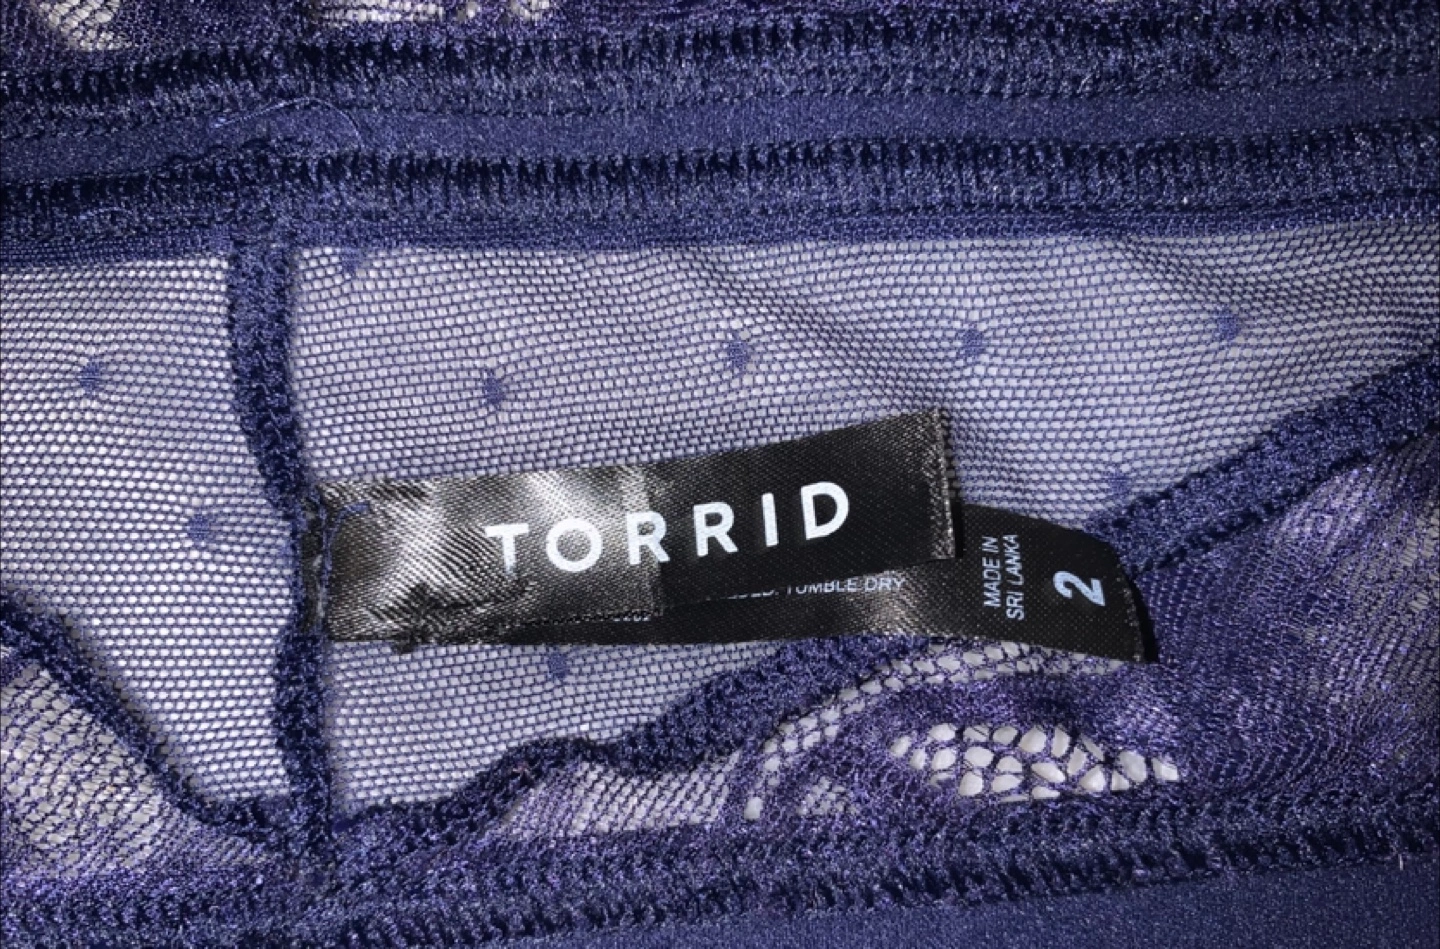 TORRID
TUMBLE DRY
MADE IN
SRI LANKA
2